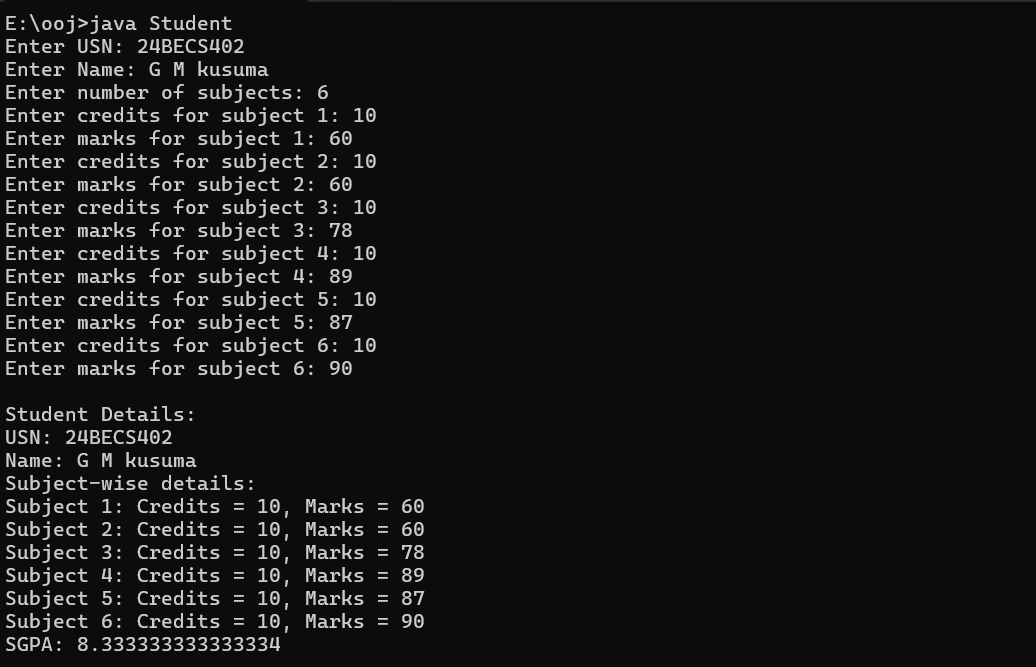 E:\ooj>java Student
Enter USN: 24BECS402
Enter Name: G M kusuma
Enter number of subjects: 6
Enter credits for subject 1: 10
Enter marks for subject 1: 60
Enter credits for subject 2: 10
Enter marks for subject 2: 60
Enter credits for subject 3: 10
Enter marks for subject 3: 78
Enter credits for subject 4: 10
Enter marks for subject 4: 89
Enter credits for subject 5: 10
Enter marks for subject 5: 87
Enter credits for subject 6: 10
Enter marks for subject 6: 90

Student Details:
USN: 24BECS402
Name: G M kusuma
Subject-wise details:
Subject 1: Credits = 10, Marks = 60
Subject 2: Credits = 10, Marks = 60
Subject 3: Credits = 10, Marks = 78
Subject 4: Credits = 10, Marks = 89
Subject 5: Credits = 10, Marks = 87
Subject 6: Credits = 10, Marks = 90
SGPA: 8.333333333333334